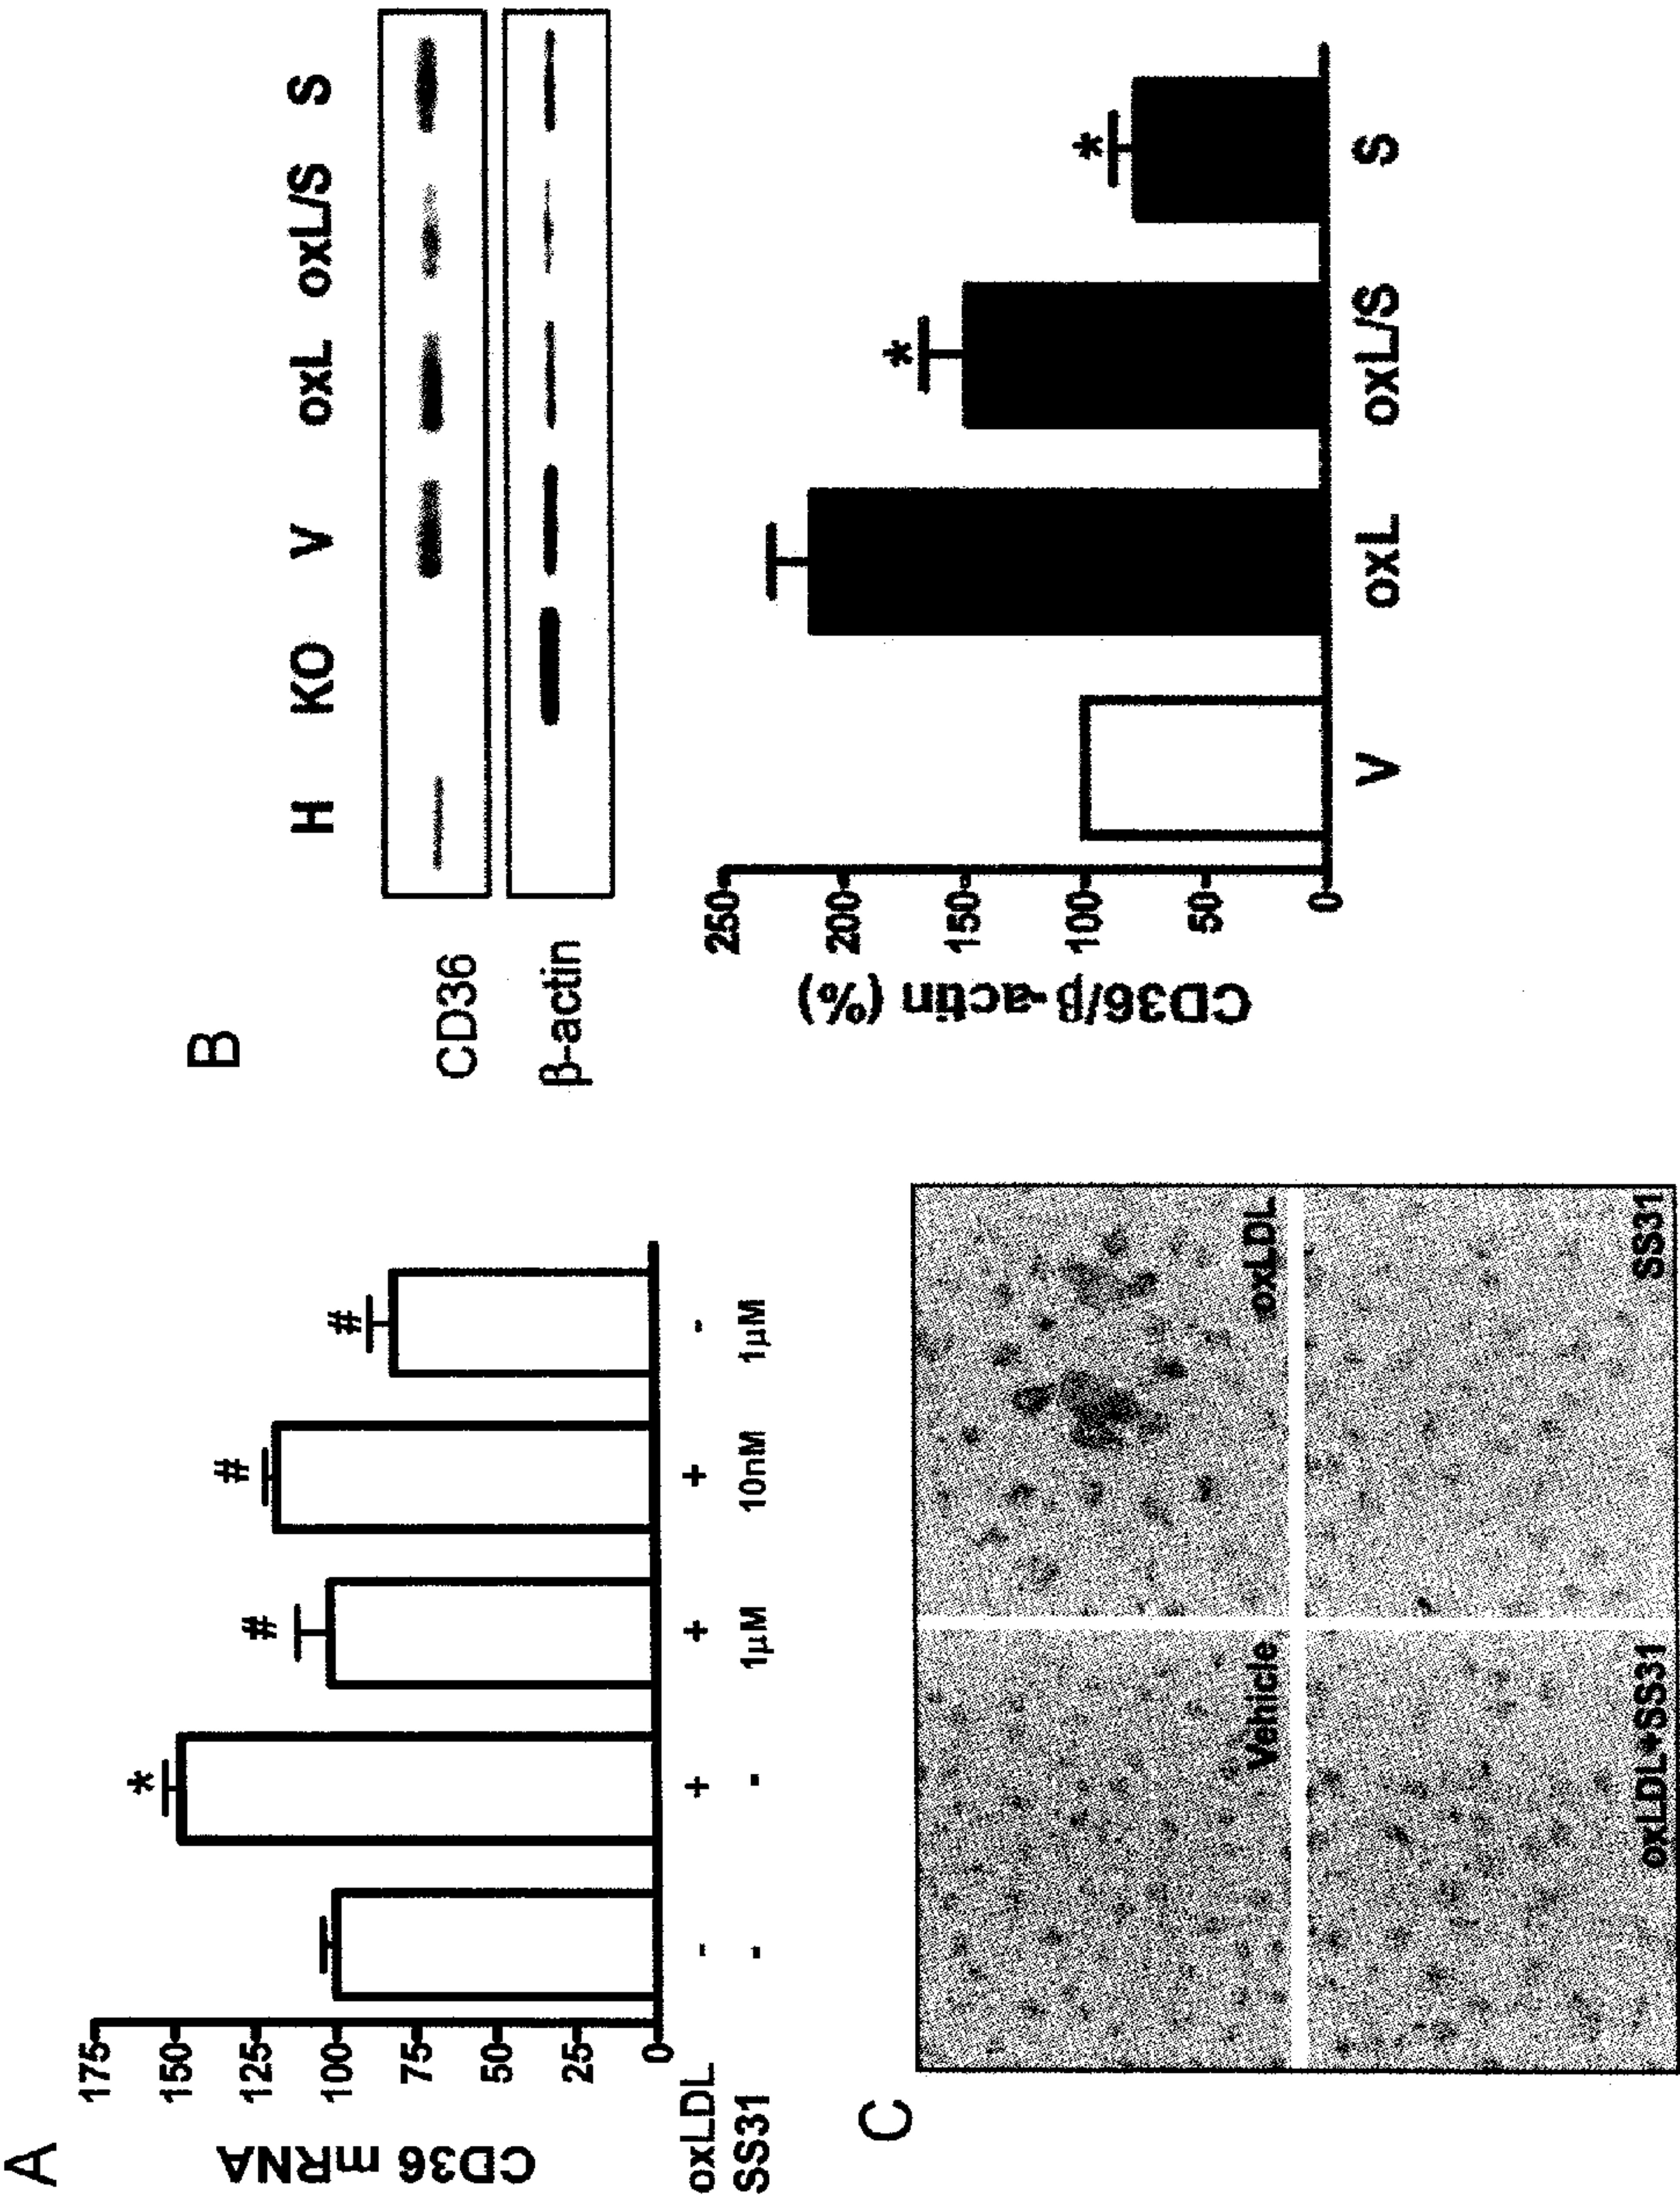 A
CD36 mRNA
175
150
125
100
75
50
25
0
*
#
#
#
oxLDL - + + + -
SS31 - - 1μM 10nM 1μM
B
H KO V oxL oxL/S S
CD36
β-actin
CD36/β-actin (%)
250
200
150
100
50
0
*
*
V oxL oxL/S S
C
Vehicle
oxLDL
oxLDL+SS31
SS31